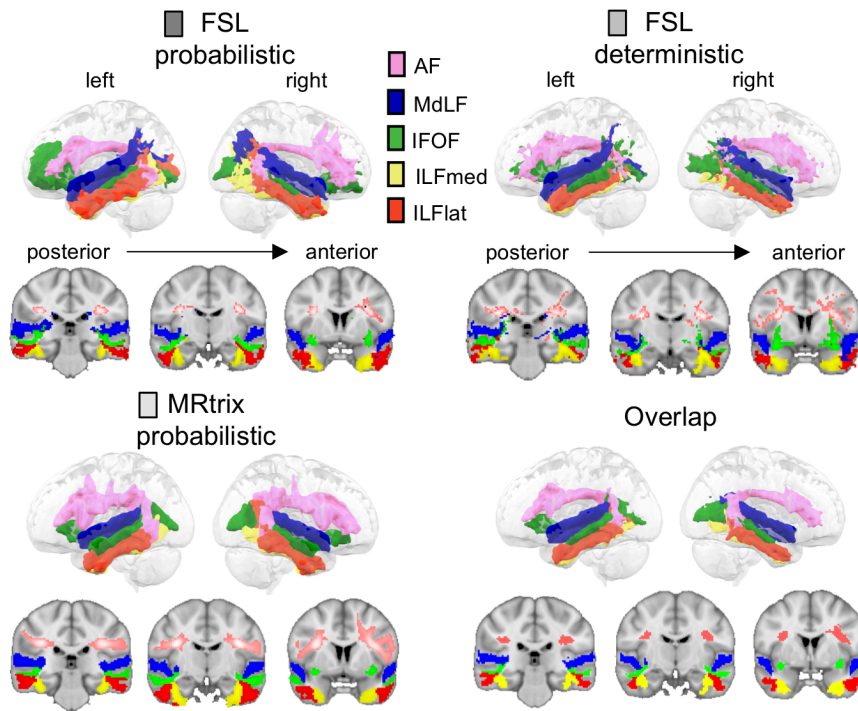 FSL
probabilistic
left right
AF
MdLF
IFOF
ILFmed
ILFlat
FSL
deterministic
left right
posterior anterior
posterior anterior
MRtrix
probabilistic
Overlap